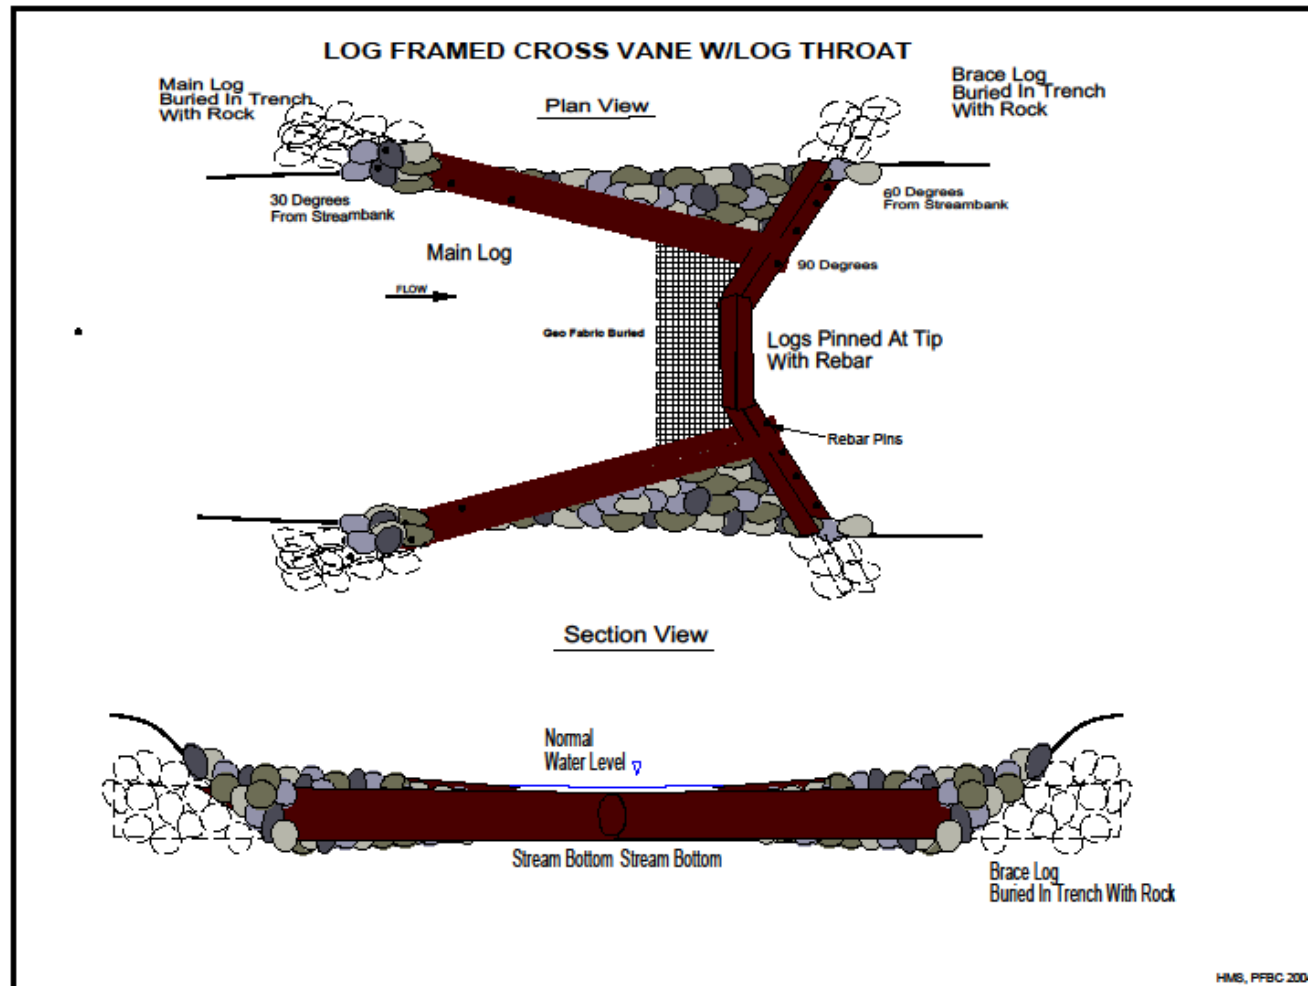 LOG FRAMED CROSS VANE W/LOG THROAT
Main Log
Buried In Trench
With Rock
Plan View
Brace Log
Buried In Trench
With Rock
30 Degrees
From Streambank
60 Degrees
From Streambank
Main Log
90 Degrees
FLOW
Geo Fabric Buried
Logs Pinned At Tip
With Rebar
Rebar Pins
Section View
Normal
Water Level
Stream Bottom Stream Bottom
Brace Log
Buried In Trench With Rock
HMS, PFBC 2004